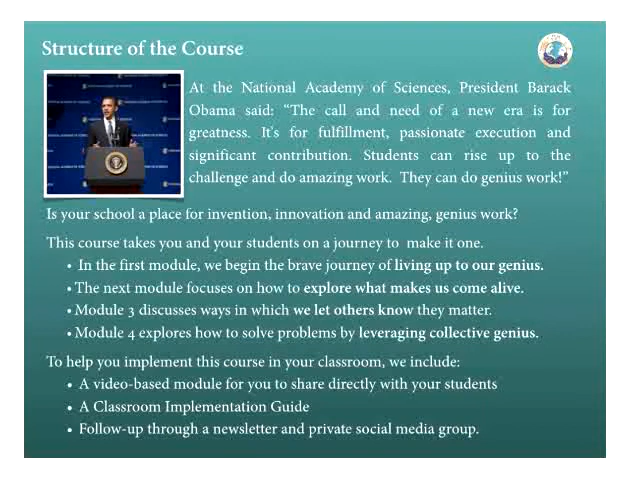 Structure of the Course
At the National Academy of Sciences, President Barack
Obama said: “The call and need of a new era is for
greatness. It's for fulfillment, passionate execution and
significant contribution. Students can rise up to the
challenge and do amazing work. They can do genius work!”
Is your school a place for invention, innovation and amazing, genius work?
This course takes you and your students on a journey to make it one.
• In the first module, we begin the brave journey of living up to our genius.
• The next module focuses on how to explore what makes us come alive.
• Module 3 discusses ways in which we let others know they matter.
• Module 4 explores how to solve problems by leveraging collective genius.
To help you implement this course in your classroom, we include:
• A video-based module for you to share directly with your students
• A Classroom Implementation Guide
• Follow-up through a newsletter and private social media group.